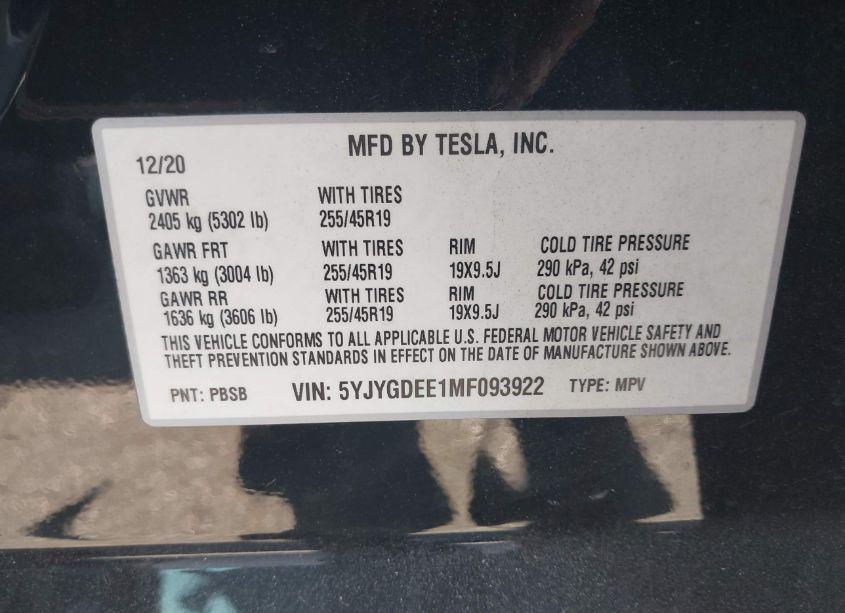 MFD BY TESLA, INC.
12/20
GVWR WITH TIRES
2405 kg (5302 lb) 255/45R19
GAWR FRT WITH TIRES RIM COLD TIRE PRESSURE
1363 kg (3004 lb) 255/45R19 19X9.5J 290 kPa, 42 psi
GAWR RR WITH TIRES RIM COLD TIRE PRESSURE
1636 kg (3606 lb) 255/45R19 19X9.5J 290 kPa, 42 psi
THIS VEHICLE CONFORMS TO ALL APPLICABLE U.S. FEDERAL MOTOR VEHICLE SAFETY AND
THEFT PREVENTION STANDARDS IN EFFECT ON THE DATE OF MANUFACTURE SHOWN ABOVE.
PNT: PBSB VIN: 5YJYGDEE1MF093922 TYPE: MPV